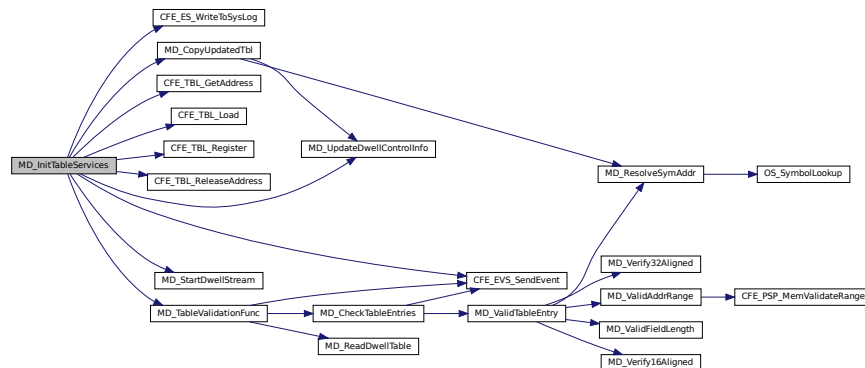 CFE_ES_WriteToSysLog
MD_CopyUpdatedTbl
CFE_TBL_GetAddress
CFE_TBL_Load
CFE_TBL_Register
MD_UpdateDwellControlInfo
MD_InitTableServices
MD_ResolveSymAddr
OS_SymbolLookup
CFE_TBL_ReleaseAddress
MD_Verify32Aligned
MD_StartDwellStream
CFE_EVS_SendEvent
MD_ValidAddrRange
CFE_PSP_MemValidateRange
MD_TableValidationFunc
MD_CheckTableEntries
MD_ValidTableEntry
MD_ValidFieldLength
MD_ReadDwellTable
MD_Verify16Aligned